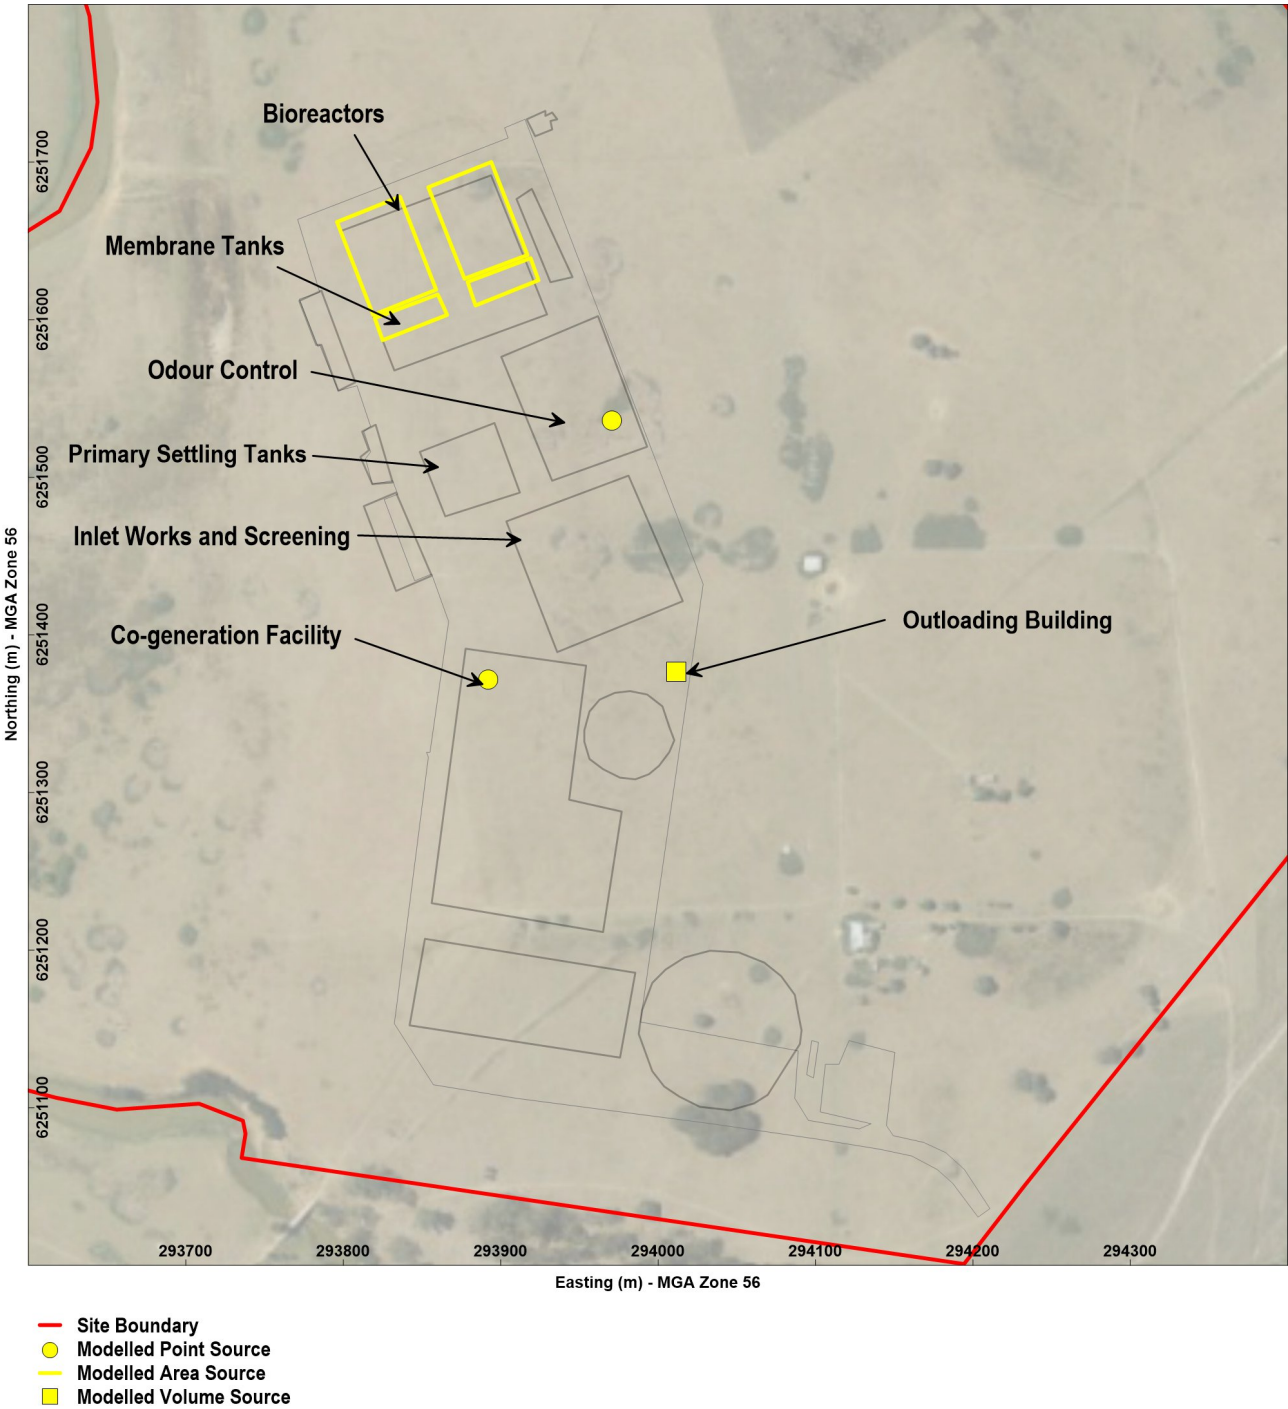 Bioreactors
Membrane Tanks
Odour Control
Primary Settling Tanks
Inlet Works and Screening
Co-generation Facility
Outloading Building
6251700
6251600
6251500
6251400
6251300
6251200
6251100
Northing (m) - MGA Zone 56
293700 293800 293900 294000 294100 294200 294300
Easting (m) - MGA Zone 56
Site Boundary
Modelled Point Source
Modelled Area Source
Modelled Volume Source